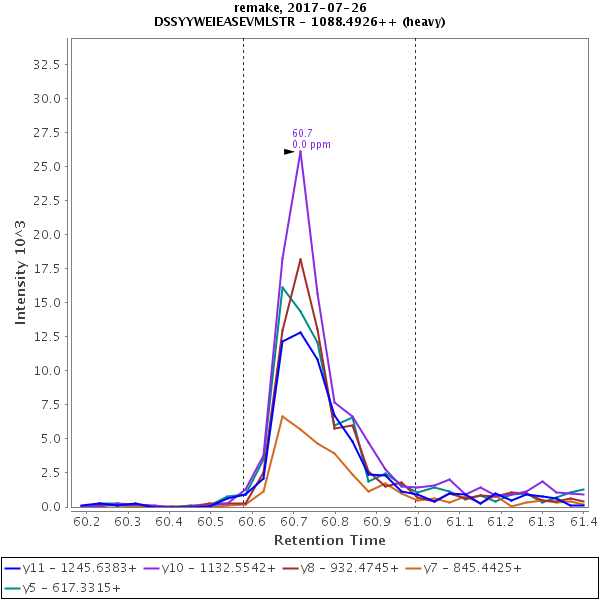 remake, 2017-07-26
DSSYYWEIEASEVMLSTR - 1088.4926++ (heavy)
Intensity 10^3
32.5
30.0
27.5
25.0
22.5
20.0
17.5
15.0
12.5
10.0
7.5
5.0
2.5
0.0
60.7
0.0 ppm
60.2 60.3 60.4 60.5 60.6 60.7 60.8 60.9 61.0 61.1 61.2 61.3 61.4
Retention Time
y11 - 1245.6383+ y10 - 1132.5542+ y8 - 932.4745+ y7 - 845.4425+
y5 - 617.3315+